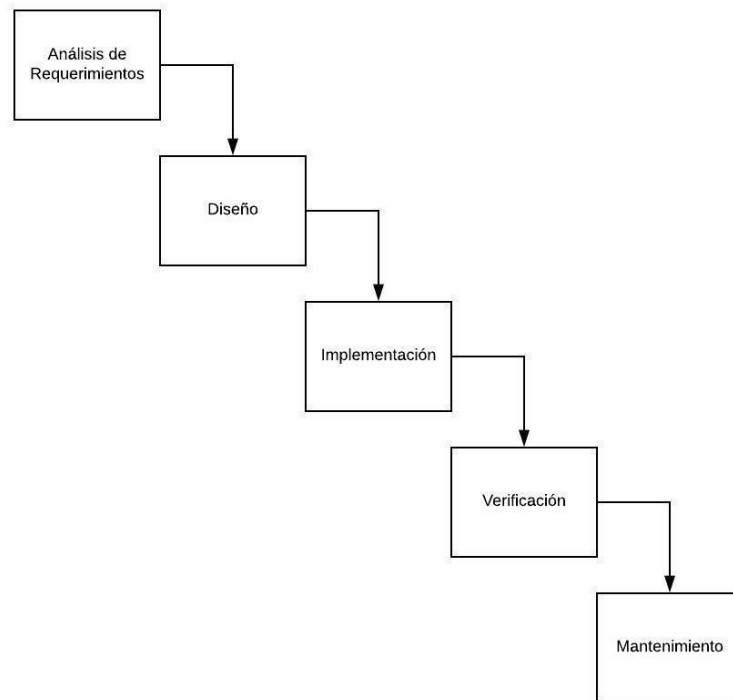 Análisis de
Requerimientos
Diseño
Implementación
Verificación
Mantenimiento